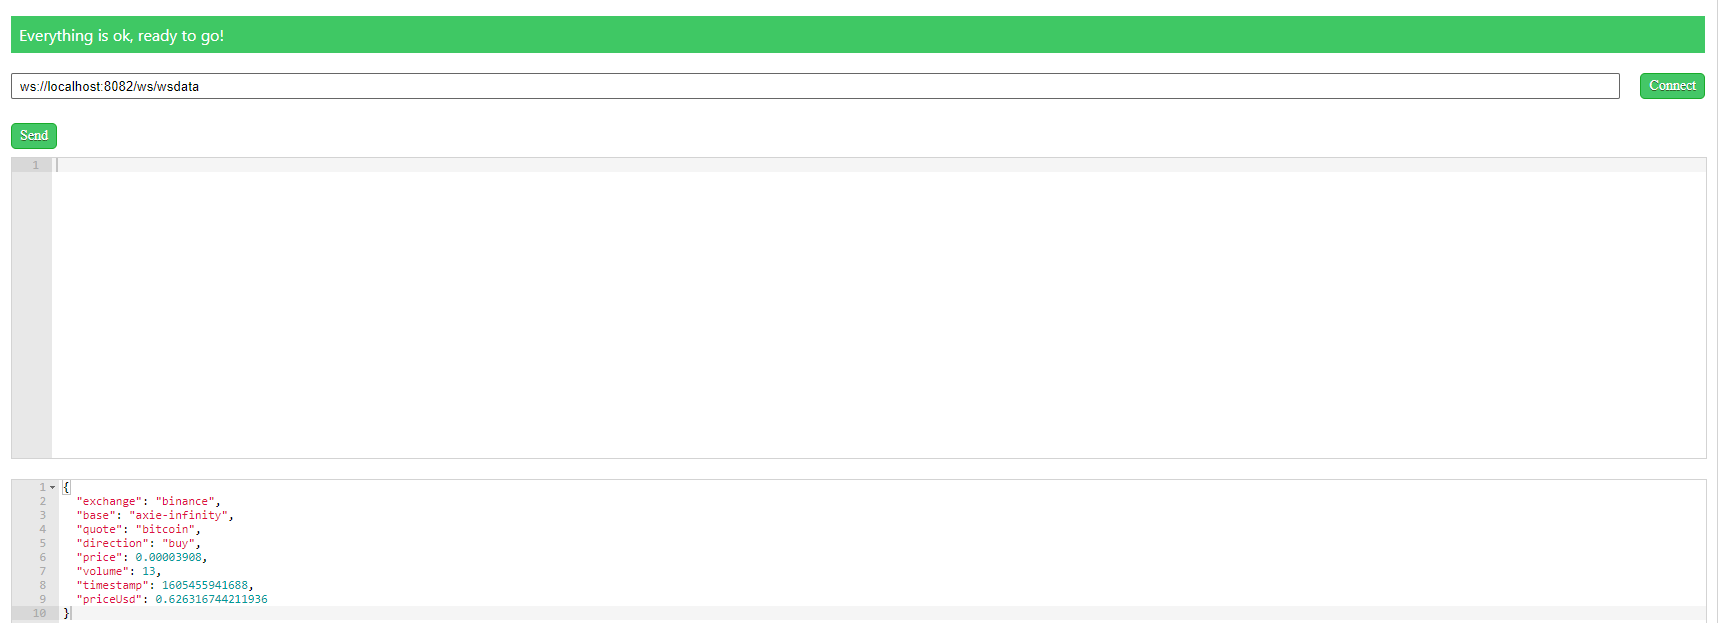 Everything is ok, ready to go!
ws://localhost:8082/ws/wsdata
Connect
Send
1
1 {
2 "exchange": "binance",
3 "base": "axie-infinity",
4 "quote": "bitcoin",
5 "direction": "buy",
6 "price": 0.00003908,
7 "volume": 13,
8 "timestamp": 1605455941688,
9 "priceUsd": 0.626316744211936
10 }